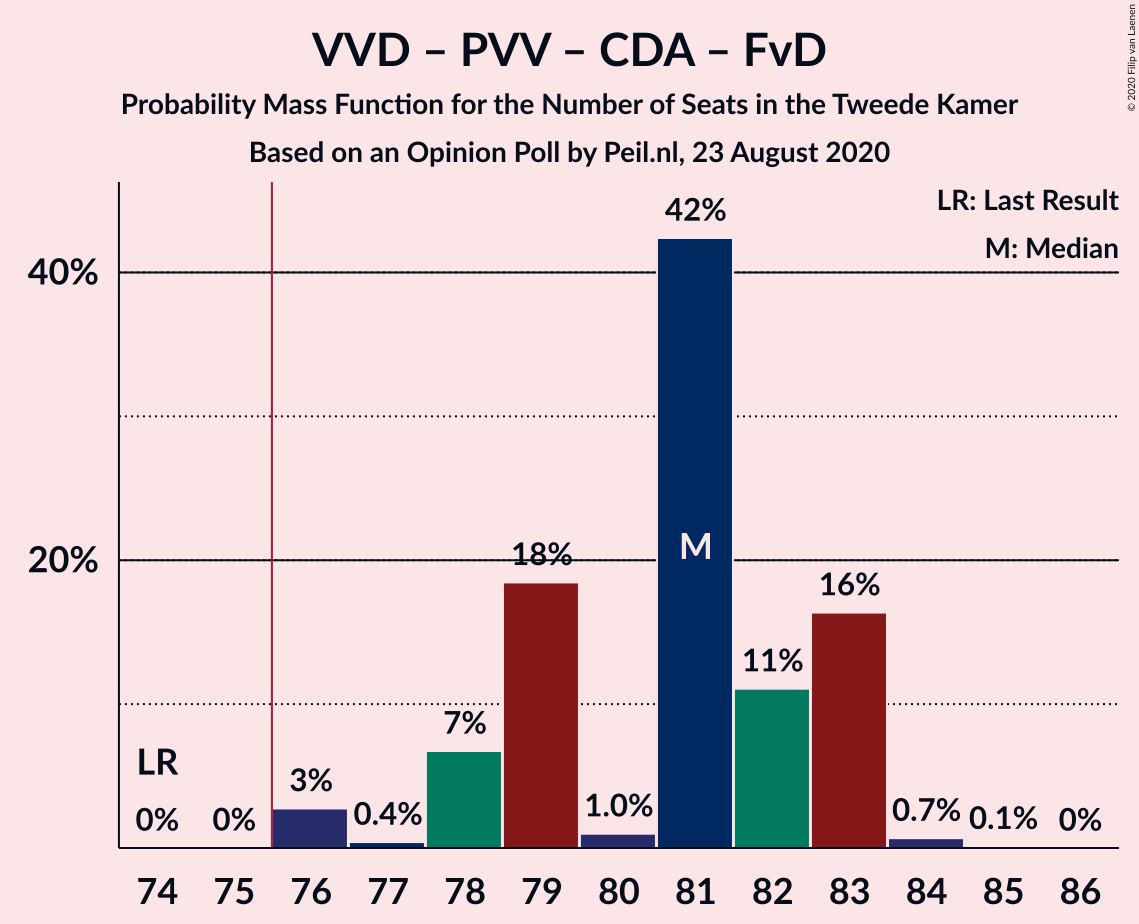 VVD – PVV – CDA – FvD
Probability Mass Function for the Number of Seats in the Tweede Kamer
Based on an Opinion Poll by Peil.nl, 23 August 2020
© 2020 Filip van Laenen
LR: Last Result
M: Median
40%
20%
LR
0%
0%
3%
0.4%
7%
18%
1.0%
42%
M
11%
16%
0.7%
0.1%
0%
74 75 76 77 78 79 80 81 82 83 84 85 86